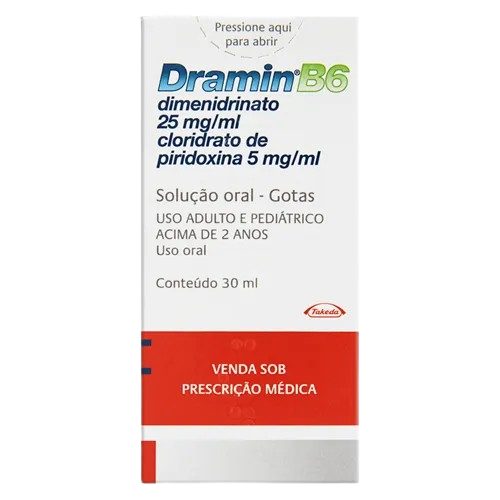 Pressione aqui
para abrir
Dramin® B6
dimenidrinato
25 mg/ml
cloridrato de
piridoxina 5 mg/ml
Solução oral - Gotas
USO ADULTO E PEDIÁTRICO
ACIMA DE 2 ANOS
Uso oral
Conteúdo 30 ml
Takeda
VENDA SOB
PRESCRIÇÃO MÉDICA